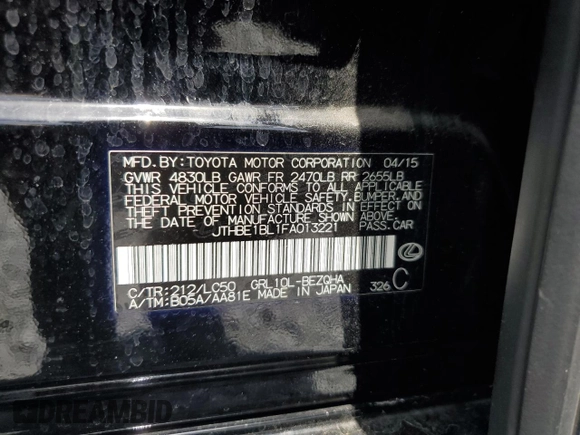 MFD. BY: TOYOTA MOTOR CORPORATION 04/15
GVWR 4830LB GAWR FR 2470LB RR 2655LB
THIS VEHICLE CONFORMS TO ALL APPLICABLE
FEDERAL MOTOR VEHICLE SAFETY, BUMPER, AND
THEFT PREVENTION STANDARDS IN EFFECT ON
THE DATE OF MANUFACTURE SHOWN ABOVE.
JTHBE1BL1FA013221 PASS. CAR
C/TR: 212/LC50 GRL10L-BEZQHA 326 C
A/TM: B05A/AA81E MADE IN JAPAN
DREAMBID